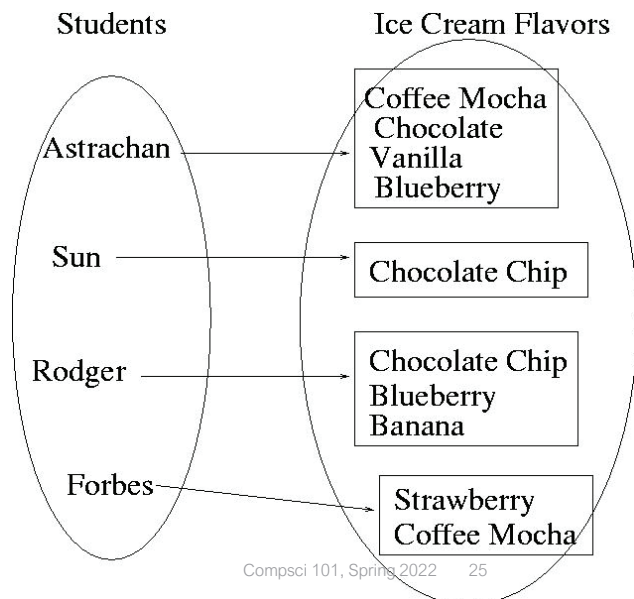 Students
Ice Cream Flavors
Astrachan
Coffee Mocha
Chocolate
Vanilla
Blueberry
Sun
Chocolate Chip
Rodger
Chocolate Chip
Blueberry
Banana
Forbes
Strawberry
Coffee Mocha
Compsci 101, Spring 2022 25